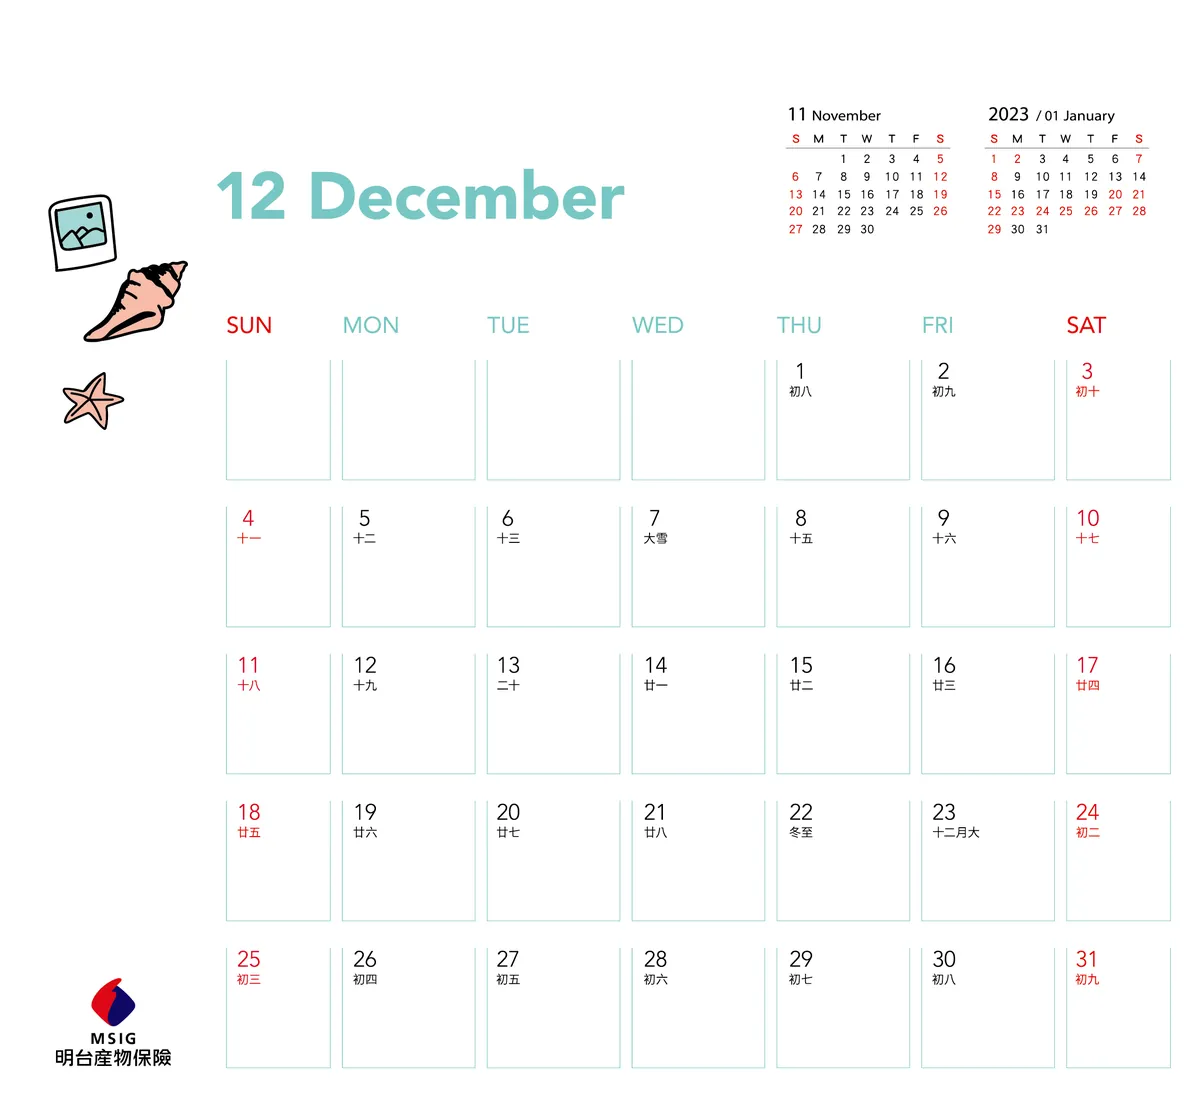 11 November
S M T W T F S
1 2 3 4 5
6 7 8 9 10 11 12
13 14 15 16 17 18 19
20 21 22 23 24 25 26
27 28 29 30
2023 / 01 January
S M T W T F S
1 2 3 4 5 6 7
8 9 10 11 12 13 14
15 16 17 18 19 20 21
22 23 24 25 26 27 28
29 30 31
12 December
SUN MON TUE WED THU FRI SAT
1 2 3
初八 初九 初十
4 5 6 7 8 9 10
十一 十二 十三 大雪 十五 十六 十七
11 12 13 14 15 16 17
十八 十九 二十 廿一 廿二 廿三 廿四
18 19 20 21 22 23 24
廿五 廿六 廿七 廿八 冬至 十二月大 初二
25 26 27 28 29 30 31
初三 初四 初五 初六 初七 初八 初九
MSIG
明台產物保險